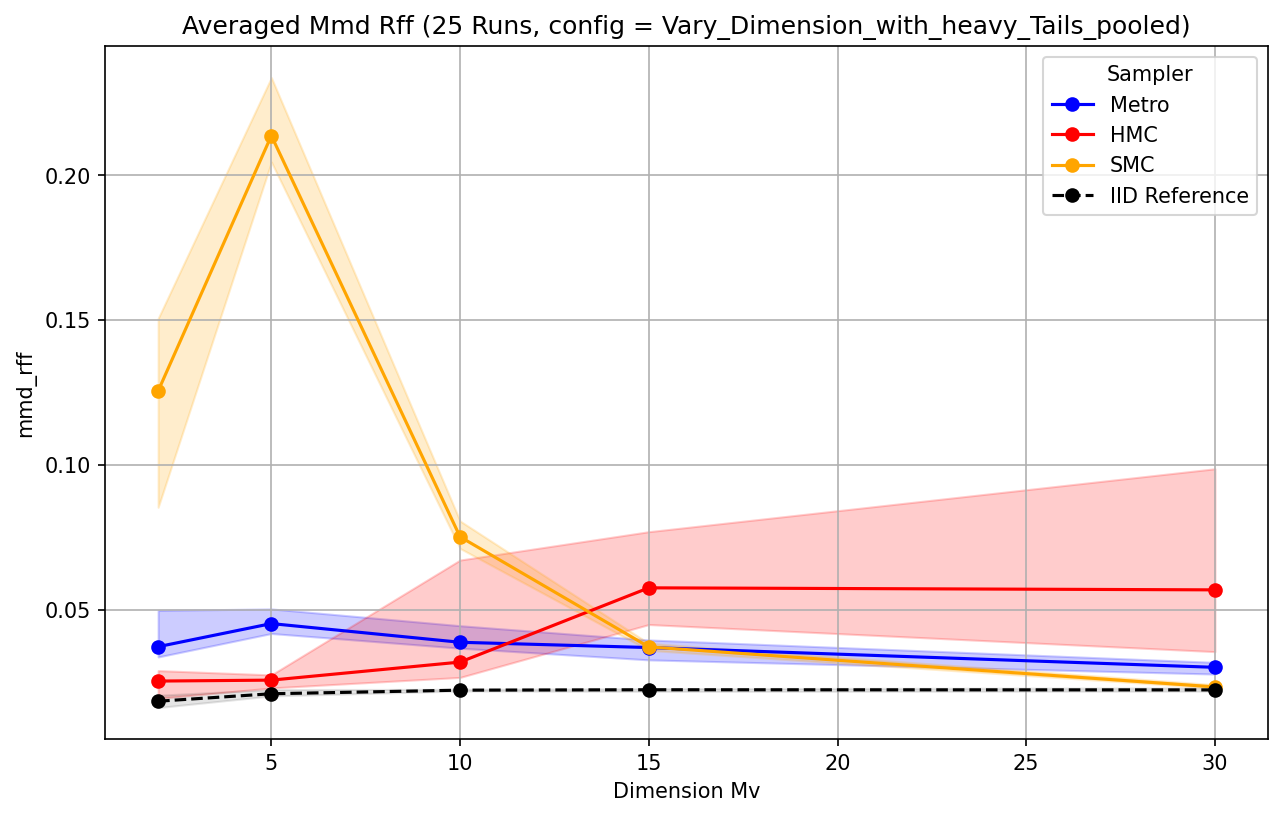 Averaged Mmd Rff (25 Runs, config = Vary_Dimension_with_heavy_Tails_pooled)
Sampler
Metro
HMC
SMC
IID Reference
0.20
0.15
0.10
0.05
mmd_rff
5 10 15 20 25 30
Dimension Mv